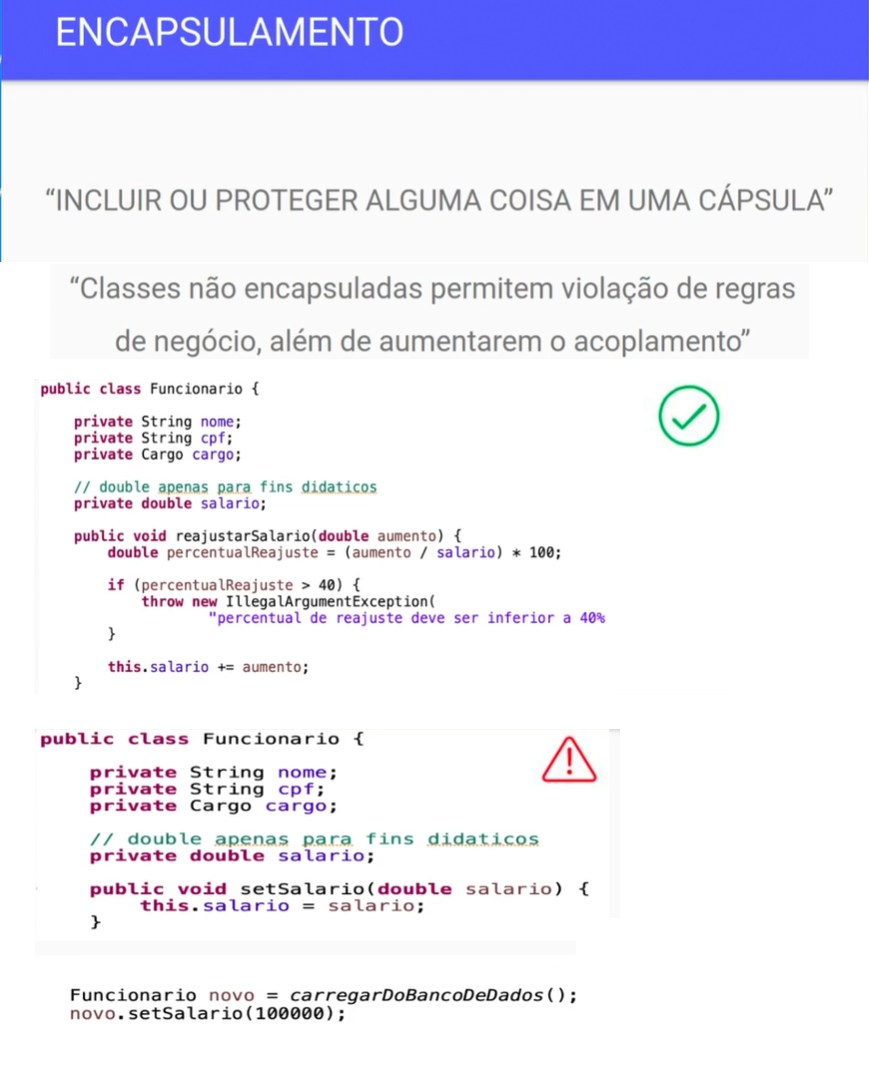 ENCAPSULAMENTO
“INCLUIR OU PROTEGER ALGUMA COISA EM UMA CÁPSULA”
“Classes não encapsuladas permitem violação de regras
de negócio, além de aumentarem o acoplamento”
public class Funcionario {
private String nome;
private String cpf;
private Cargo cargo;
// double apenas para fins didaticos
private double salario;
public void reajustarSalario(double aumento) {
double percentualReajuste = (aumento / salario) * 100;
if (percentualReajuste > 40) {
throw new IllegalArgumentException(
"percentual de reajuste deve ser inferior a 40%
}
this.salario += aumento;
}
public class Funcionario {
private String nome;
private String cpf;
private Cargo cargo;
// double apenas para fins didaticos
private double salario;
public void setSalario(double salario) {
this.salario = salario;
}
Funcionario novo = carregarDoBancoDeDados();
novo.setSalario(100000);